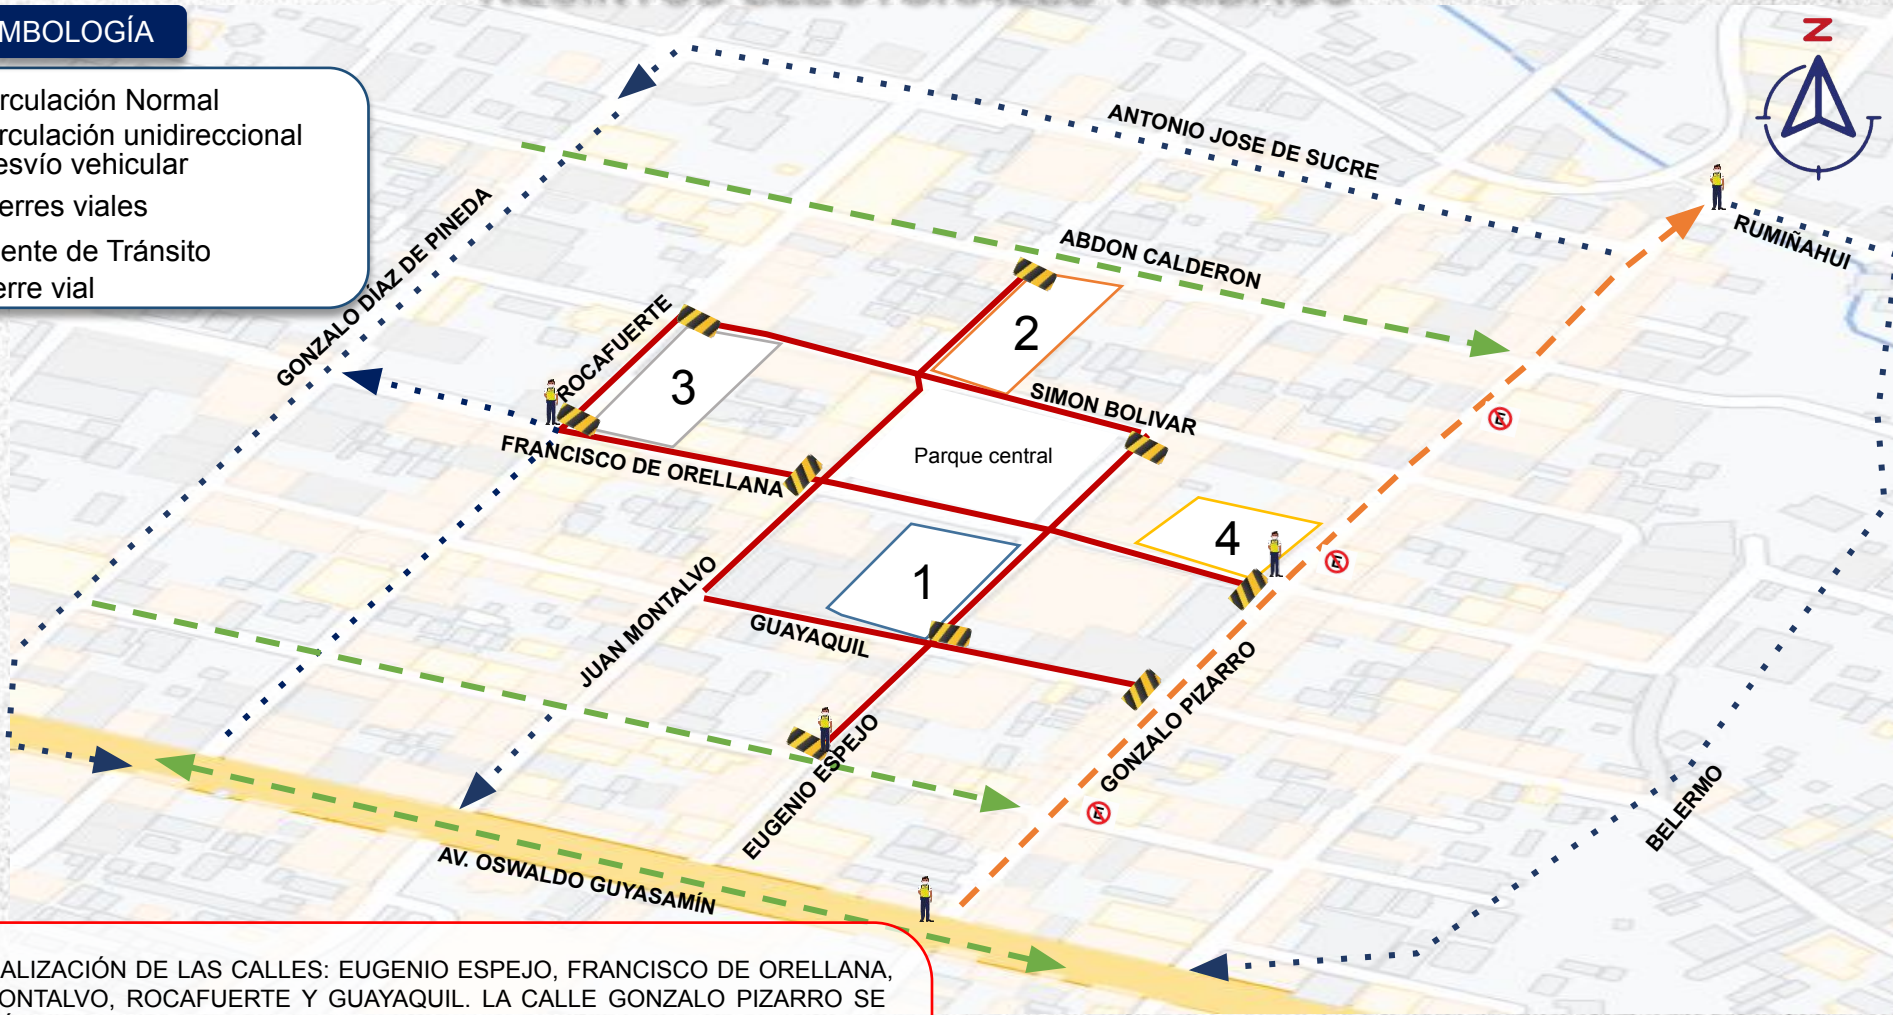 MBOLOGÍA
rculación Normal
rculación unidireccional
esvío vehicular
erres viales
ente de Tránsito
erre vial
N
ANTONIO JOSE DE SUCRE
RUMIÑAHUI
ABDON CALDERON
GONZALO DÍAZ DE PINEDA
ROCAFUERTE
2
3
SIMON BOLIVAR
Parque central
FRANCISCO DE ORELLANA
4
1
JUAN MONTALVO
GUAYAQUIL
GONZALO PIZARRO
EUGENIO ESPEJO
BELERMO
AV. OSWALDO GUYASAMÍN
E
E
E
ALIZACIÓN DE LAS CALLES: EUGENIO ESPEJO, FRANCISCO DE ORELLANA,
ONTALVO, ROCAFUERTE Y GUAYAQUIL. LA CALLE GONZALO PIZARRO SE